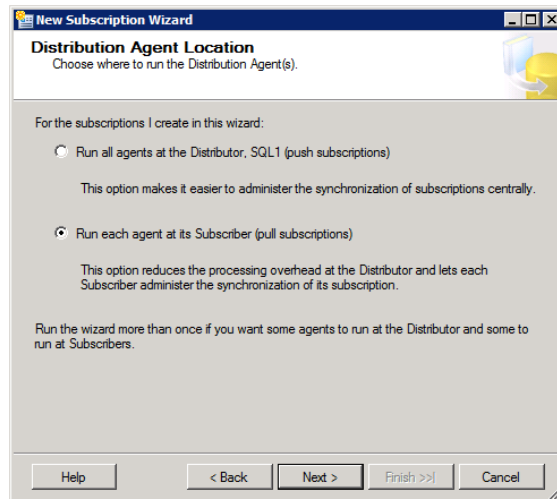 New Subscription Wizard
Distribution Agent Location
Choose where to run the Distribution Agent(s).
For the subscriptions I create in this wizard:
Run all agents at the Distributor, SQL1 (push subscriptions)
This option makes it easier to administer the synchronization of subscriptions centrally.
Run each agent at its Subscriber (pull subscriptions)
This option reduces the processing overhead at the Distributor and lets each
Subscriber administer the synchronization of its subscription.
Run the wizard more than once if you want some agents to run at the Distributor and some to
run at Subscribers.
Help
< Back
Next >
Finish >>|
Cancel